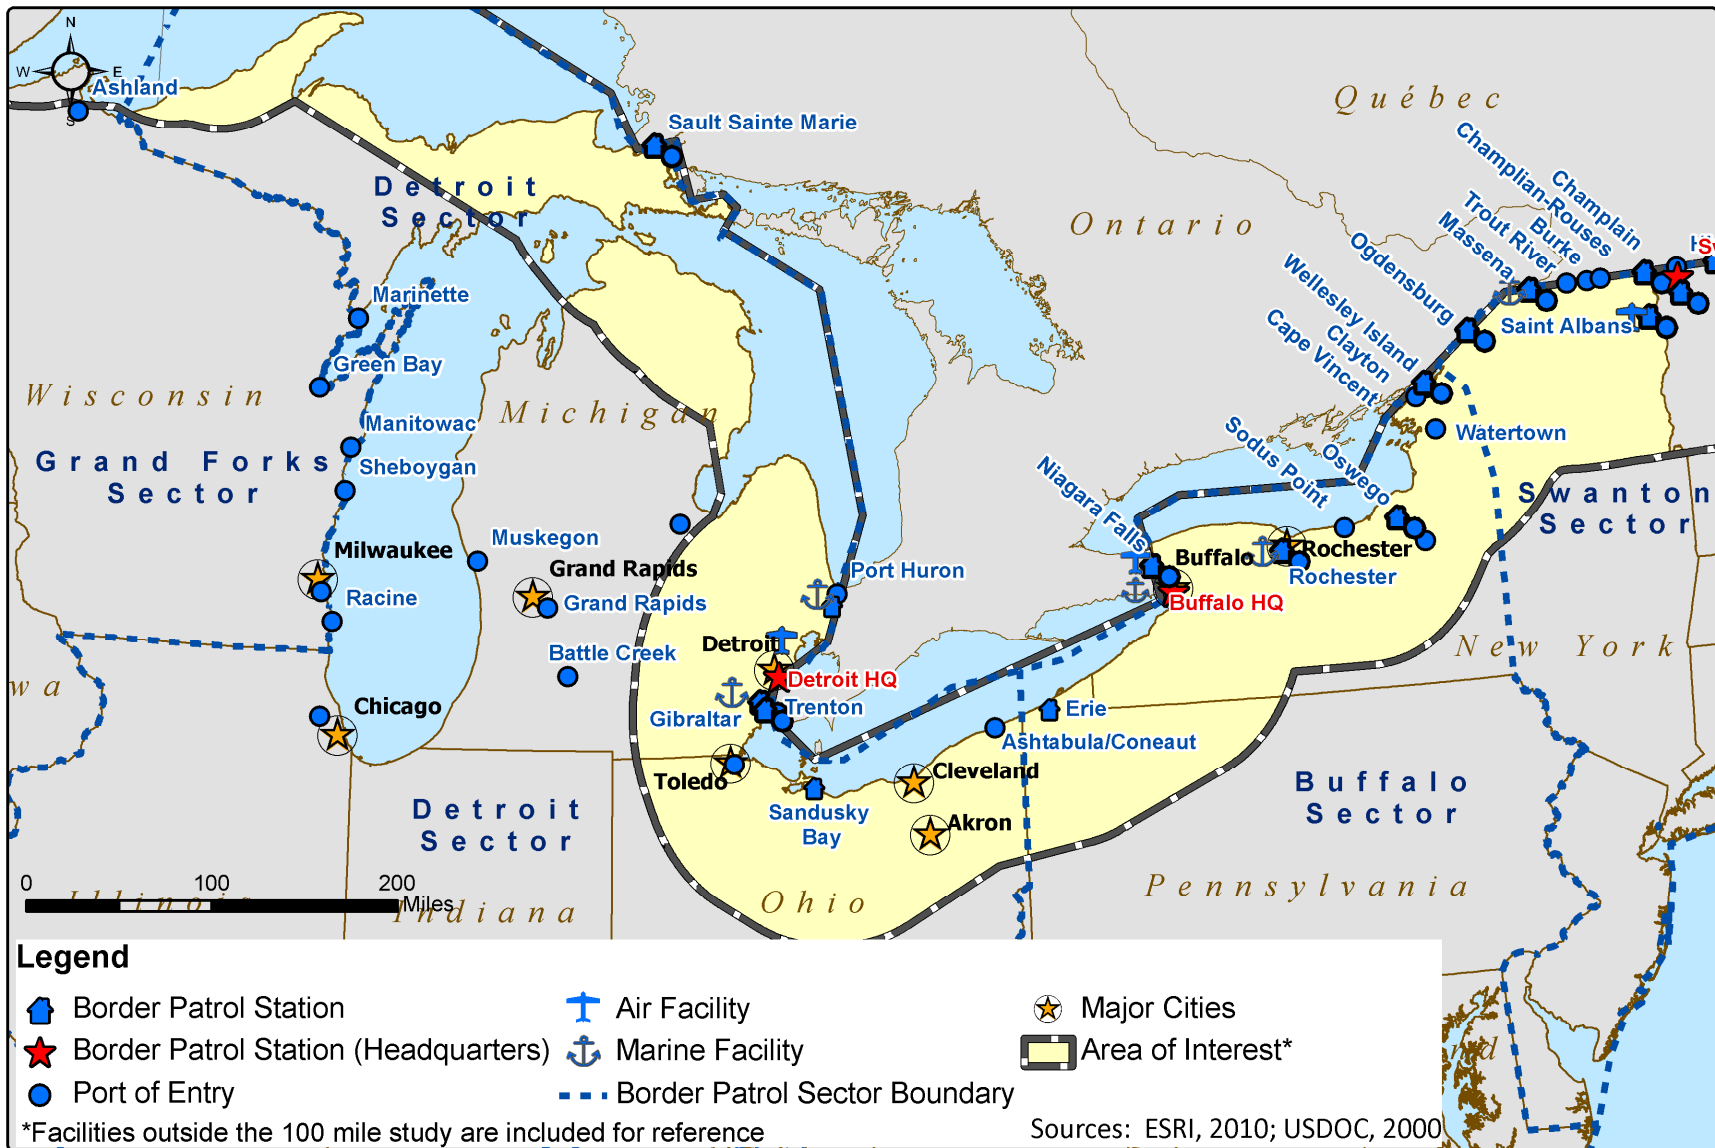 N
W
E
S
Ashland
Sault Sainte Marie
Québec
Ontario
Detroit
Sector
Champlain
Champlian-Rouses
Burke
Trout River
Massena
Ogdensburg
Wellesley Island
Clayton
Cape Vincent
Saint Albans
Marinette
Green Bay
Wisconsin
Michigan
Manitowac
Sheboygan
Grand Forks
Sector
Watertown
Oswego
Sodus Point
Niagara Falls
Swanton
Sector
Muskegon
Milwaukee
Racine
Grand Rapids
Grand Rapids
Battle Creek
Port Huron
Buffalo
Rochester
Rochester
Buffalo HQ
New York
Detroit
Detroit HQ
Trenton
Gibraltar
Erie
Ashtabula/Coneaut
wa
Chicago
Toledo
Cleveland
Sandusky
Bay
Akron
Detroit
Sector
Buffalo
Sector
Pennsylvania
Ohio
Illinois
Indiana
0 100 200
Miles
Legend
Border Patrol Station
Border Patrol Station (Headquarters)
Port of Entry
Air Facility
Marine Facility
Border Patrol Sector Boundary
Major Cities
Area of Interest*
nd
*Facilities outside the 100 mile study are included for reference
Sources: ESRI, 2010; USDOC, 2000